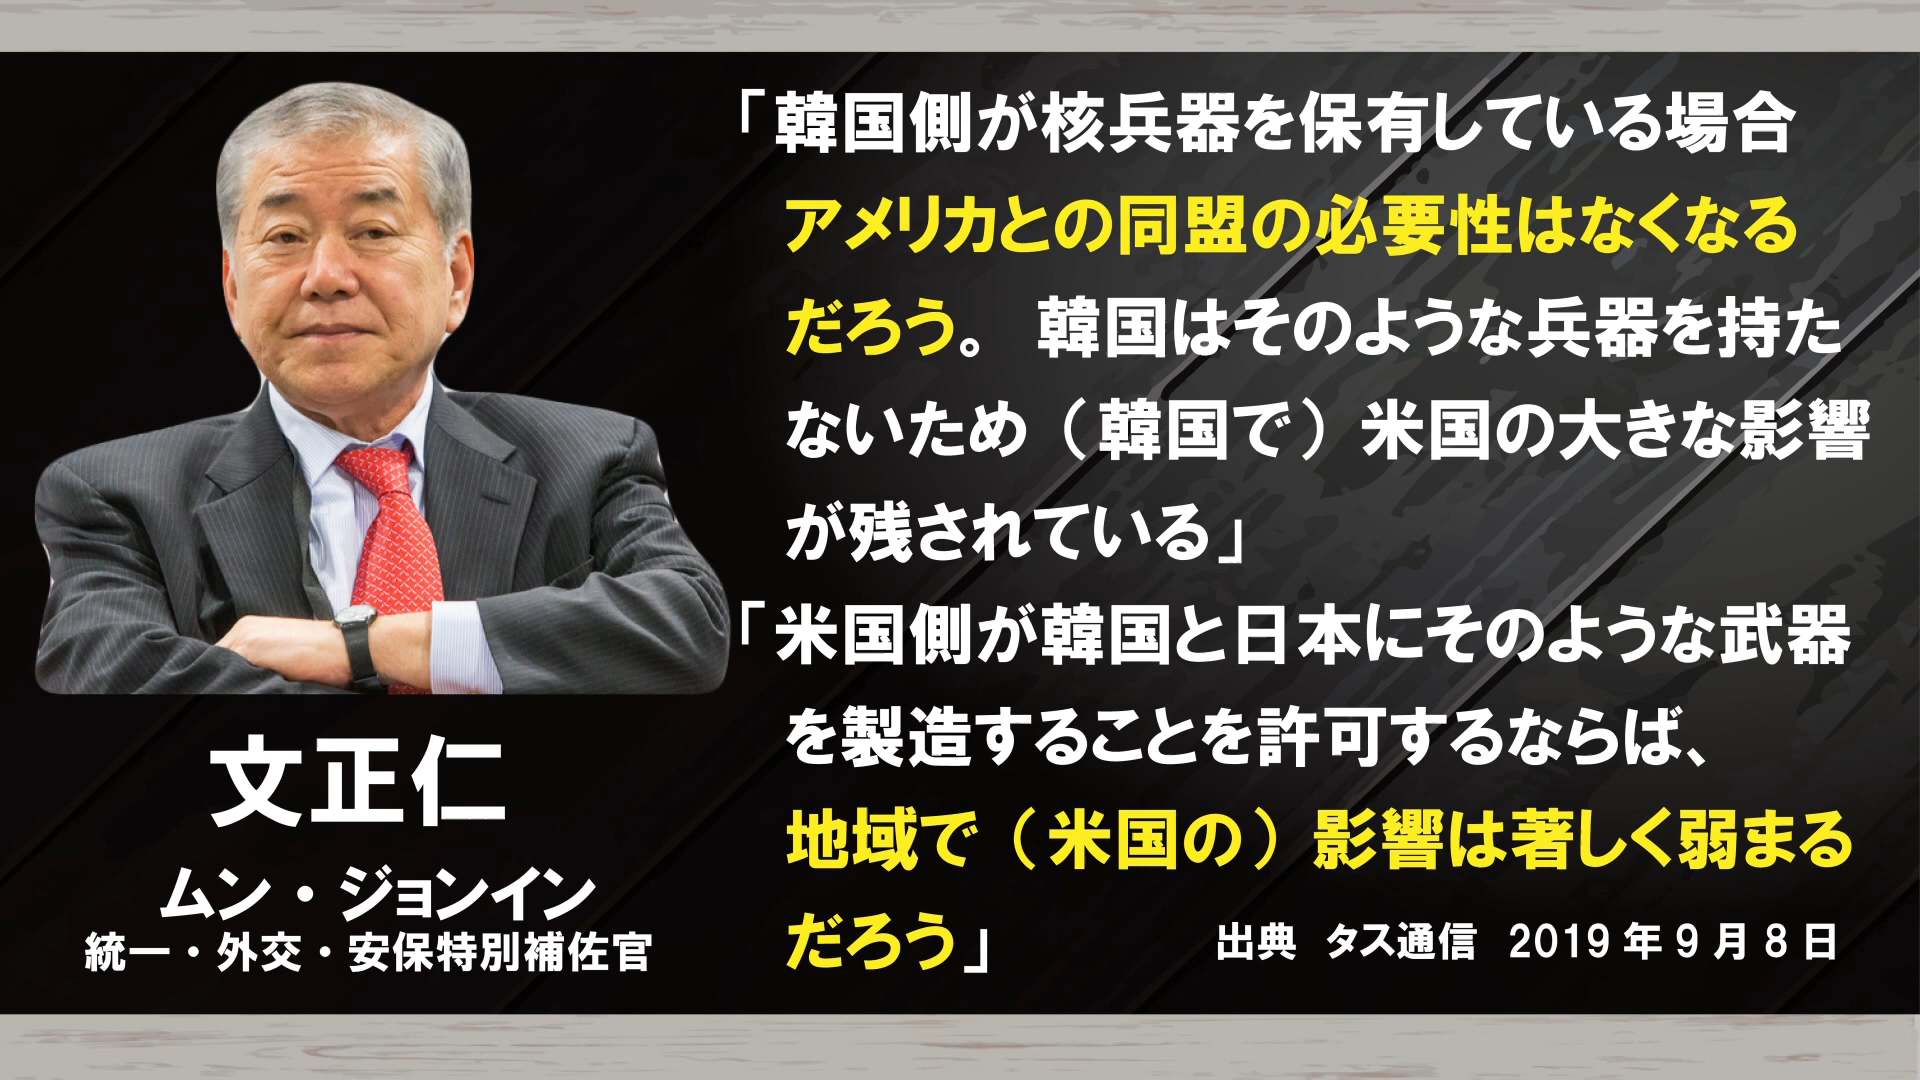 「韓国側が核兵器を保有している場合
アメリカとの同盟の必要性はなくなる
だろう。 韓国はそのような兵器を持た
ないため（韓国で）米国の大きな影響
が残されている」
「米国側が韓国と日本にそのような武器
を製造することを許可するならば、
地域で（米国の）影響は著しく弱まる
だろう」
出典 タス通信 2019年9月8日
文正仁
ムン・ジョンイン
統一・外交・安保特別補佐官